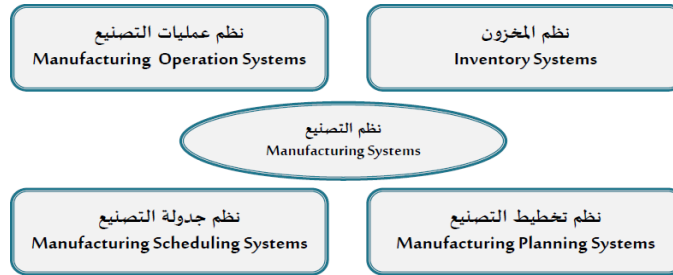 نظم عمليات التصنيع
Manufacturing Operation Systems
نظم المخزون
Inventory Systems
نظم التصنيع
Manufacturing Systems
نظم جدولة التصنيع
Manufacturing Scheduling Systems
نظم تخطيط التصنيع
Manufacturing Planning Systems